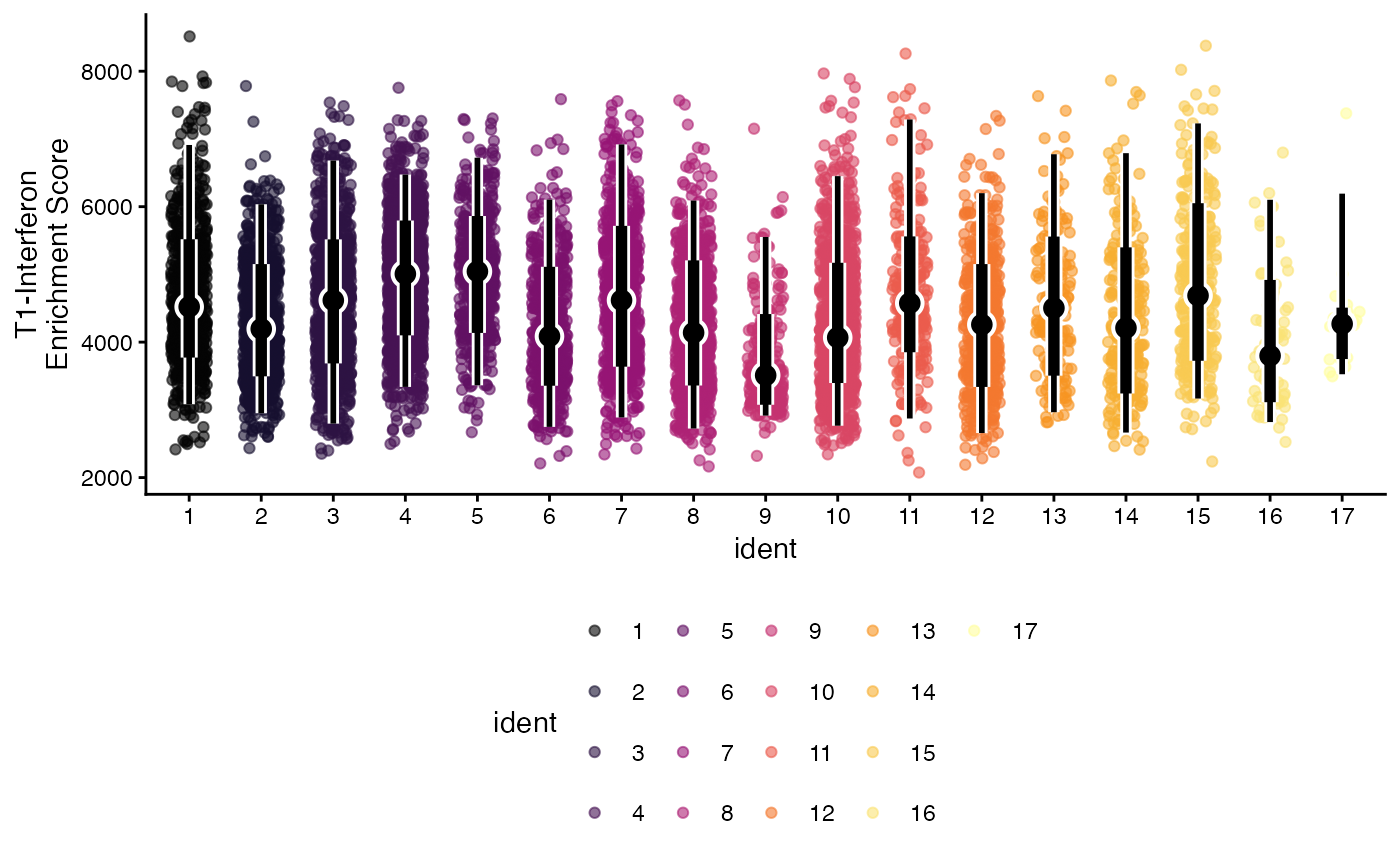 T1-Interferon
Enrichment Score
8000
6000
4000
2000
1 2 3 4 5 6 7 8 9 10 11 12 13 14 15 16 17
ident
ident
1 5 9 13 17
2 6 10 14
3 7 11 15
4 8 12 16